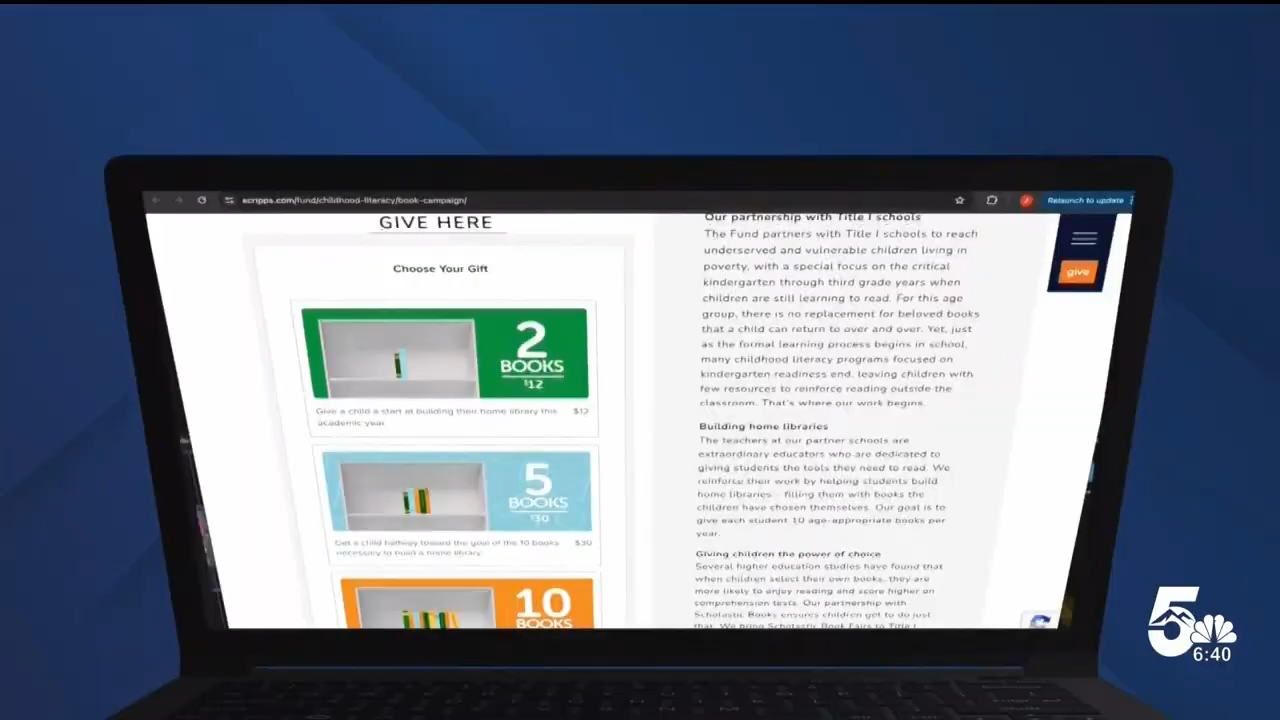 scripps.com/fund/childhood-literacy/book-campaign/
Relaunch to update
GIVE HERE
Choose Your Gift
2
BOOKS
$12
Give a child a start at building their home library this
academic year.
$12
5
BOOKS
$30
Get a child halfway toward the goal of the 10 books
necessary to build a home library.
$30
10
BOOKS
Our partnership with Title I schools
The Fund partners with Title I schools to reach
underserved and vulnerable children living in
poverty, with a special focus on the critical
kindergarten through third grade years when
children are still learning to read. For this age
group, there is no replacement for beloved books
that a child can return to over and over. Yet, just
as the formal learning process begins in school,
many childhood literacy programs focused on
kindergarten readiness end, leaving children with
few resources to reinforce reading outside the
classroom. That's where our work begins.
Building home libraries
The teachers at our partner schools are
extraordinary educators who are dedicated to
giving students the tools they need to read. We
reinforce their work by helping students build
home libraries - filling them with books the
children have chosen themselves. Our goal is to
give each student 10 age-appropriate books per
year.
Giving children the power of choice
Several higher education studies have found that
when children select their own books, they are
more likely to enjoy reading and score higher on
comprehension tests. Our partnership with
Scholastic Books ensures children get to do just
that. We bring Scholastic Book Fairs to Title I
give
5
6:40